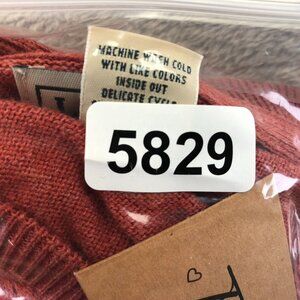 MACHINE WASH COLD
WITH LIKE COLORS
INSIDE OUT
DELICATE CYCLE
5829